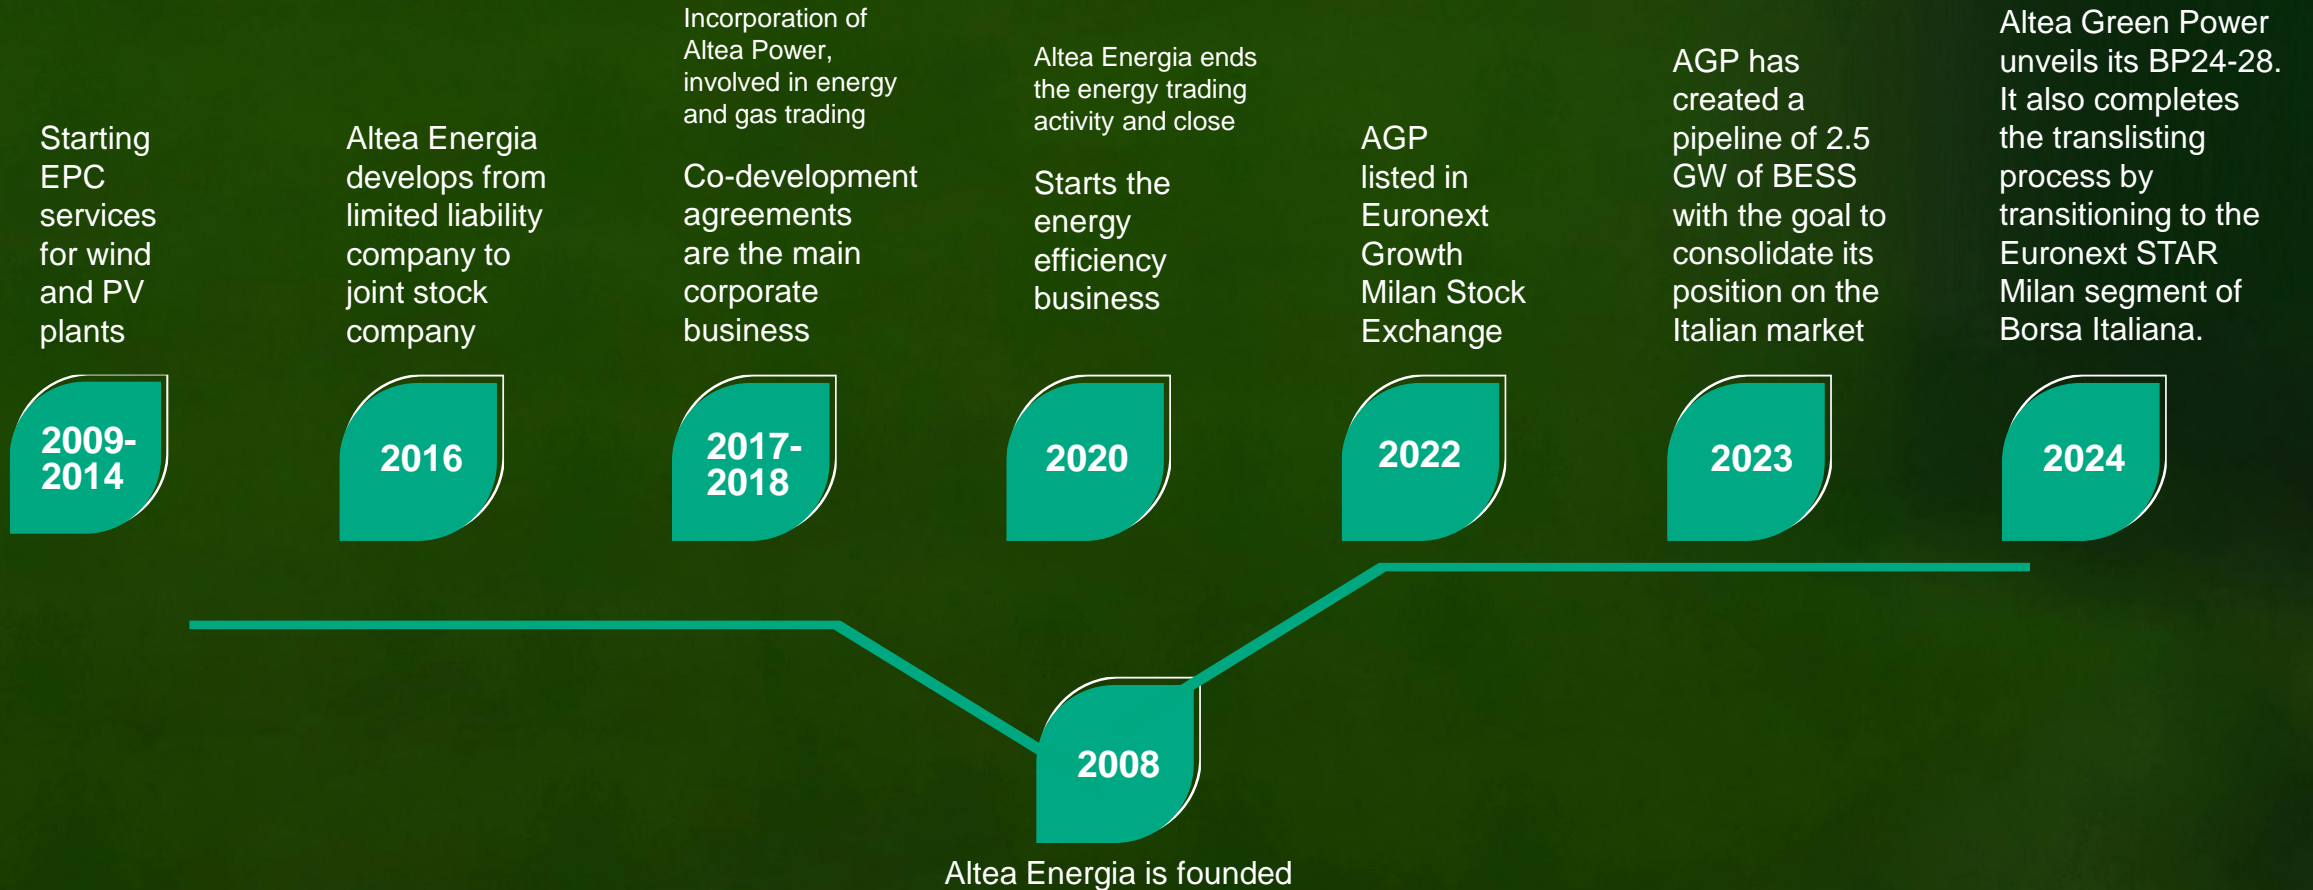 Starting
EPC
services
for wind
and PV
plants
2009-
2014
Altea Energia
develops from
limited liability
company to
joint stock
company
2016
Incorporation of
Altea Power,
involved in energy
and gas trading
Co-development
agreements
are the main
corporate
business
2017-
2018
Altea Energia ends
the energy trading
activity and close
Starts the
energy
efficiency
business
2020
AGP
listed in
Euronext
Growth
Milan Stock
Exchange
2022
AGP has
created a
pipeline of 2.5
GW of BESS
with the goal to
consolidate its
position on the
Italian market
2023
Altea Green Power
unveils its BP24-28.
It also completes
the translisting
process by
transitioning to the
Euronext STAR
Milan segment of
Borsa Italiana.
2024
2008
Altea Energia is founded